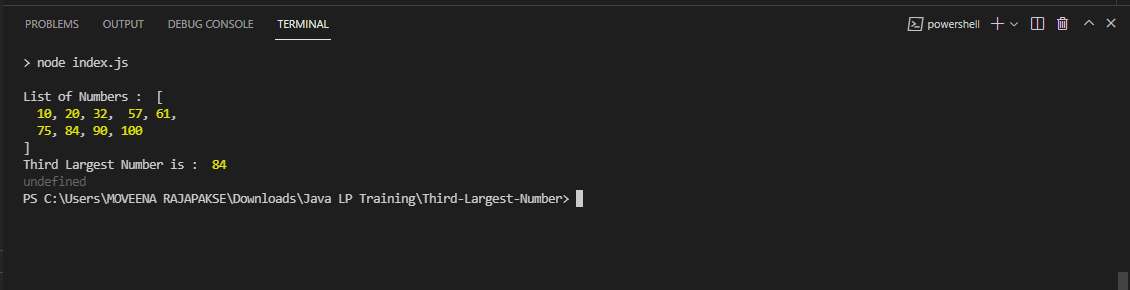 PROBLEMS OUTPUT DEBUG CONSOLE TERMINAL powershell
> node index.js
List of Numbers :  [
  10, 20, 32,  57, 61,
  75, 84, 90, 100
]
Third Largest Number is :  84
undefined
PS C:\Users\MOVEENA RAJAPAKSE\Downloads\Java LP Training\Third-Largest-Number>